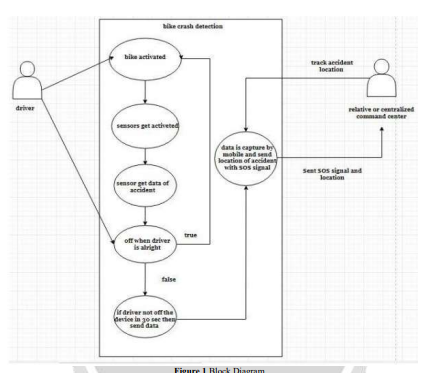 bike crash detection
bike activated
track accident
location
driver
relative or centralized
command center
sensors get activeted
data is capture by
mobile and send
location of accident
with SOS signal
Sent SOS signal and
location
sensor get data of
accident
off when driver
is alright
true
false
if driver not off the
device in 30 sec then
send data
Figure 1 Block Diagram